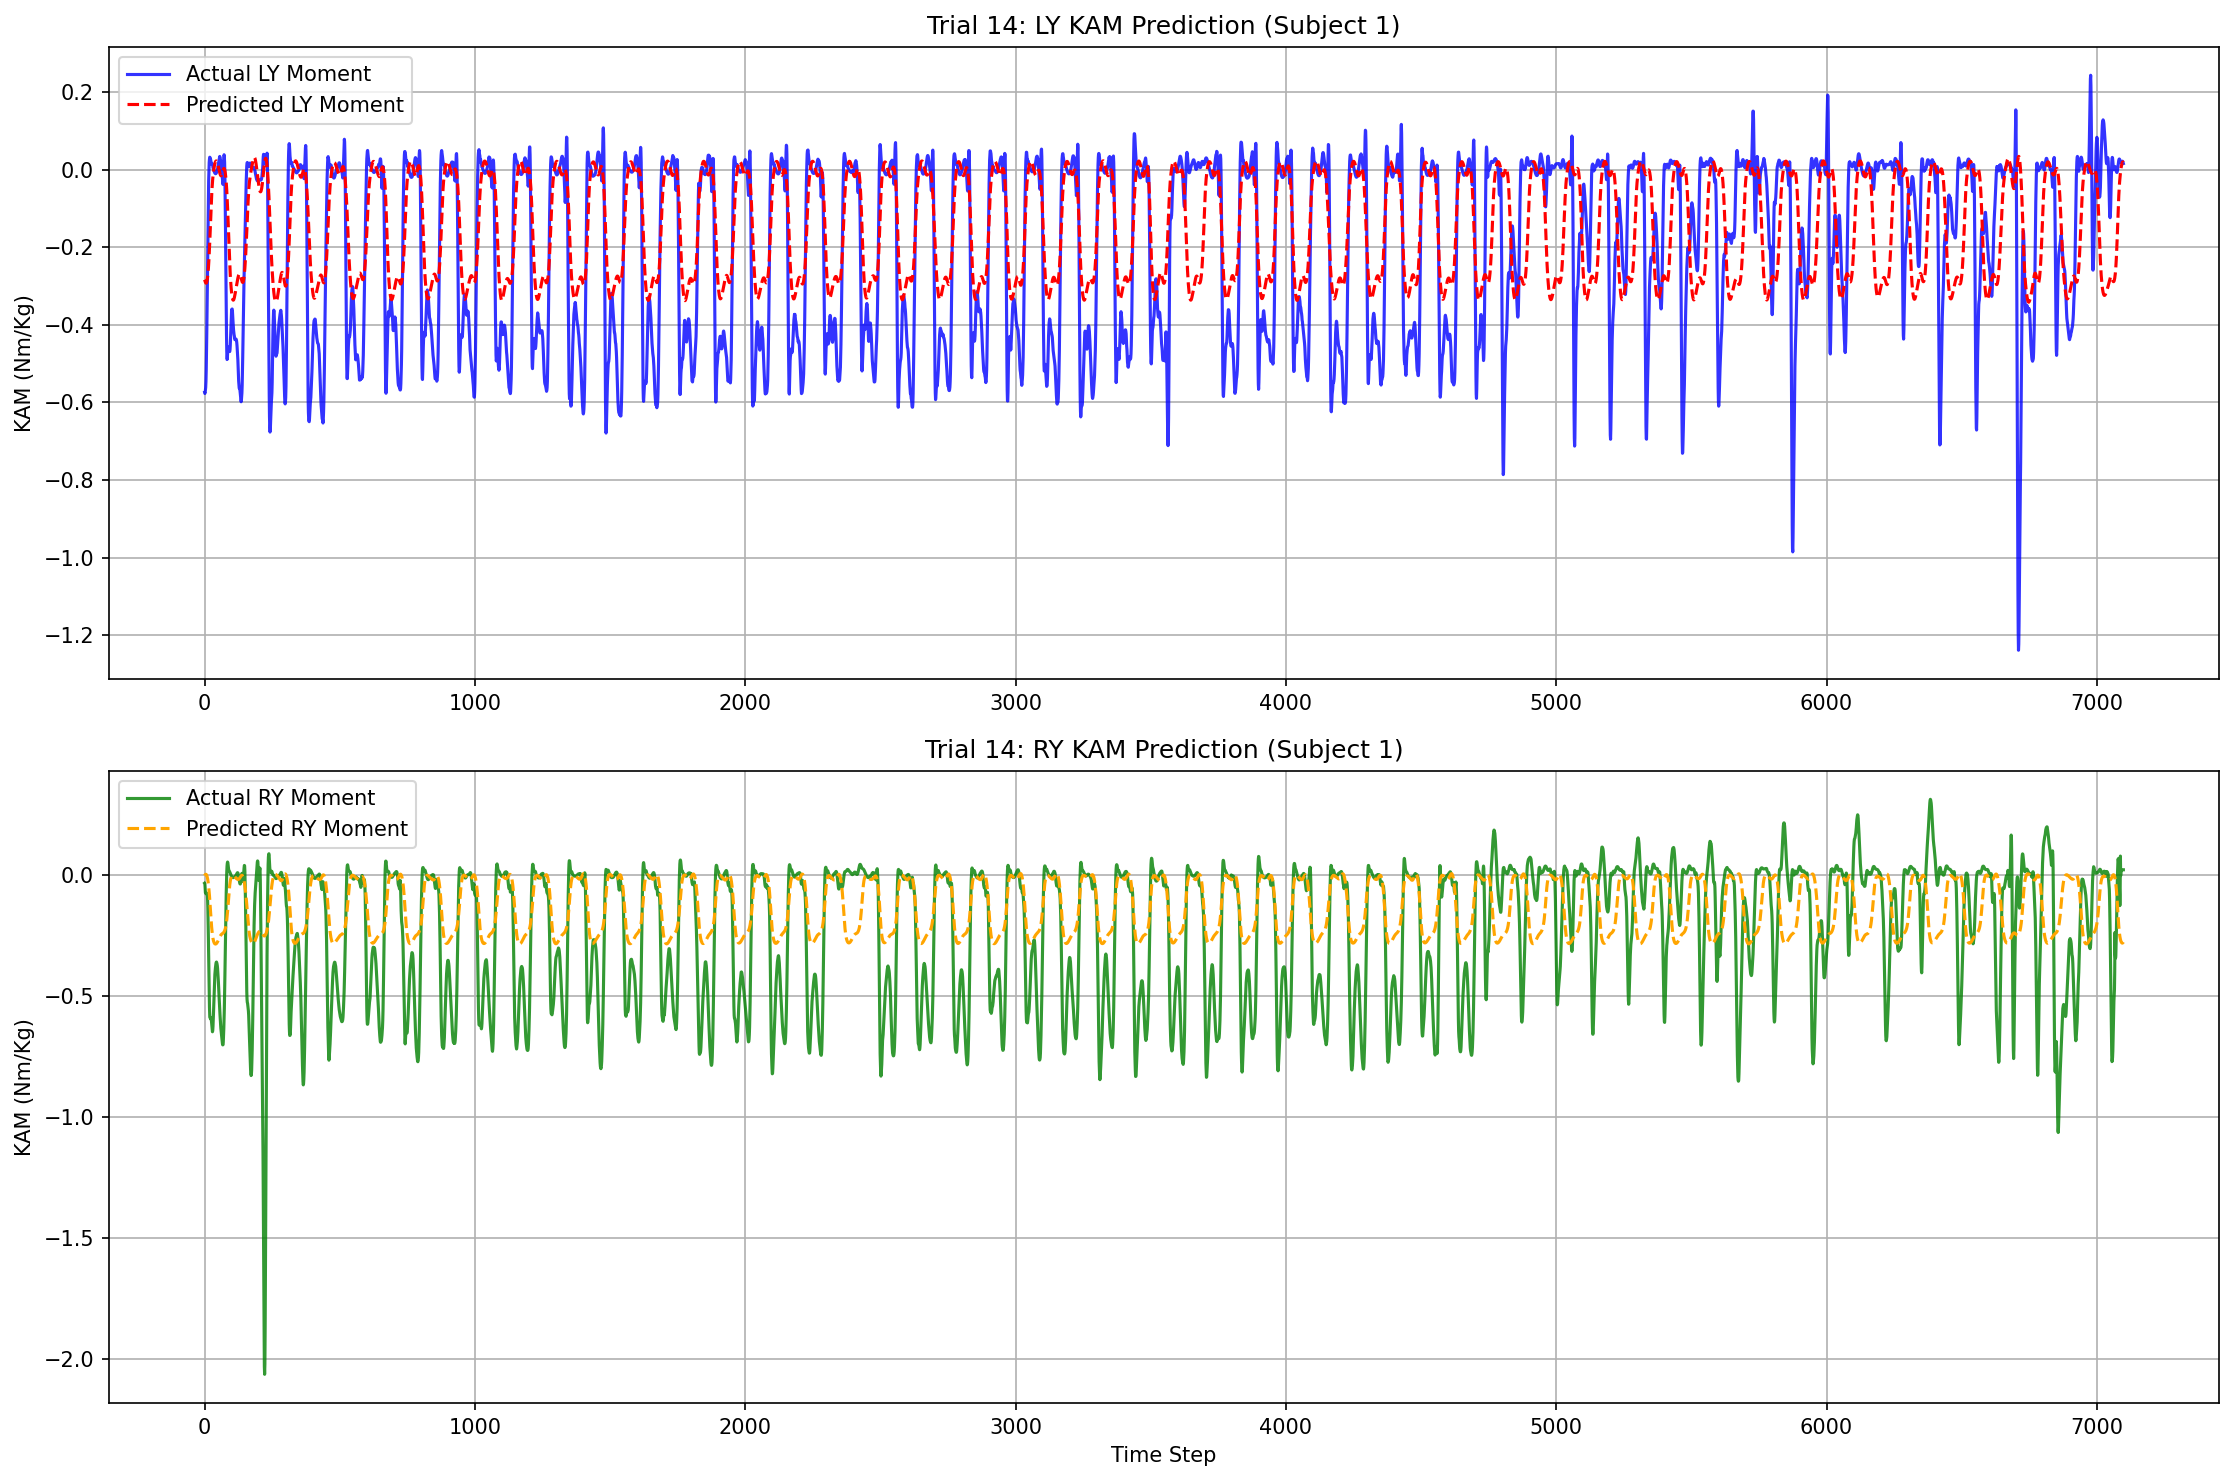 Trial 14: LY KAM Prediction (Subject 1)
Actual LY Moment
Predicted LY Moment
KAM (Nm/Kg)
0.2
0.0
−0.2
−0.4
−0.6
−0.8
−1.0
−1.2
0 1000 2000 3000 4000 5000 6000 7000
Trial 14: RY KAM Prediction (Subject 1)
Actual RY Moment
Predicted RY Moment
KAM (Nm/Kg)
0.0
−0.5
−1.0
−1.5
−2.0
0 1000 2000 3000 4000 5000 6000 7000
Time Step